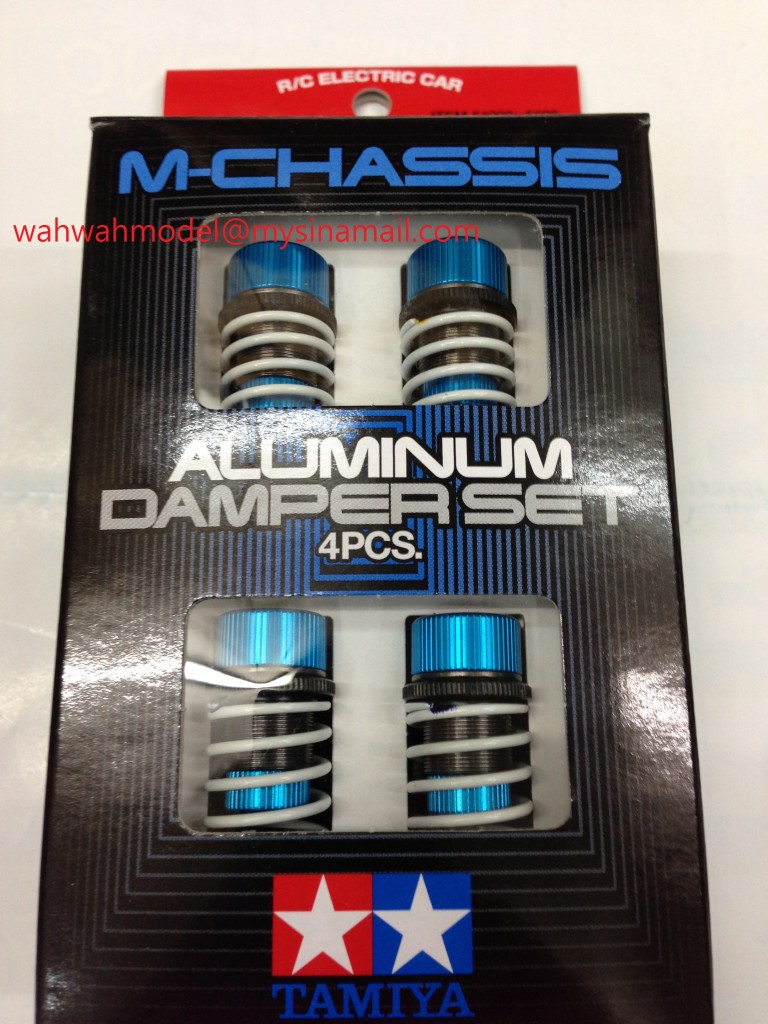 R/C ELECTRIC CAR
M-CHASSIS
wahwahmodel@mysinamail.com
ALUMINUM
DAMPER SET
4PCS.
TAMIYA